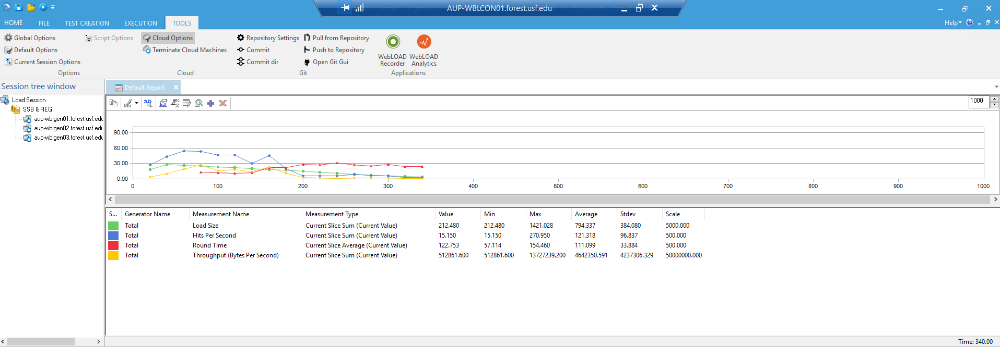 AUP-WBLCON01.forest.usf.edu
HOME FILE TEST CREATION EXECUTION TOOLS Help
Global Options Script Options Cloud Options Repository Settings Pull from Repository
Default Options Terminate Cloud Machines Commit Push to Repository
Current Session Options Commit dir Open Git Gui
WebLOAD Recorder
WebLOAD Analytics
Options Cloud Git Applications
Session tree window
Load Session
SSB & REG
aup-wblgen01.forest.usf.edu
aup-wblgen02.forest.usf.edu
aup-wblgen03.forest.usf.edu
Default Report
3D ABC #% 1000
90.00
60.00
30.00
0.00
0 100 200 300 400 500 600 700 800 900 1000
S... Generator Name Measurement Name Measurement Type Value Min Max Average Stdev Scale
Total Load Size Current Slice Sum (Current Value) 212.480 212.480 1421.028 794.337 384.080 5000.000
Total Hits Per Second Current Slice Sum (Current Value) 15.150 15.150 270.950 121.318 96.837 500.000
Total Round Time Current Slice Average (Current Value) 122.753 57.114 154.460 111.099 33.884 500.000
Total Throughput (Bytes Per Second) Current Slice Sum (Current Value) 512861.600 512861.600 13727239.200 4642350.591 4237306.329 50000000.000
Time: 340.00